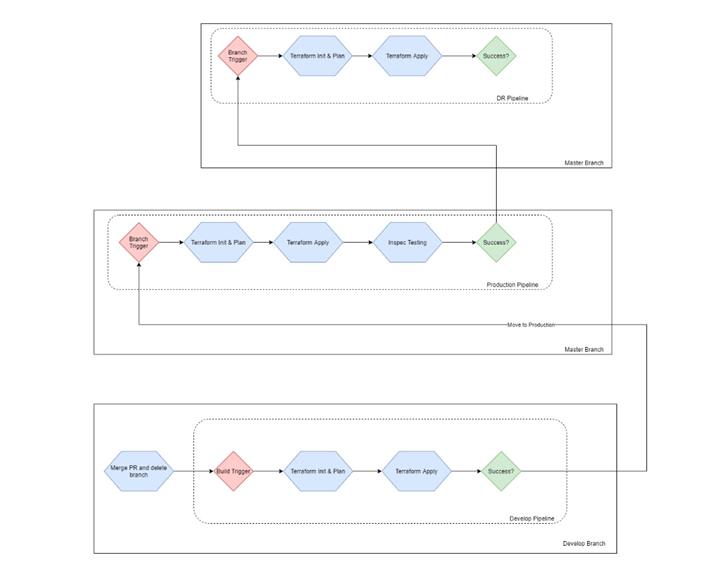 Branch
Trigger
Terraform Init & Plan
Terraform Apply
Success?
DR Pipeline
Master Branch
Branch
Trigger
Terraform Init & Plan
Terraform Apply
Inspec Testing
Success?
Production Pipeline
Move to Production
Master Branch
Merge PR and delete
branch
Build Trigger
Terraform Init & Plan
Terraform Apply
Success?
Develop Pipeline
Develop Branch